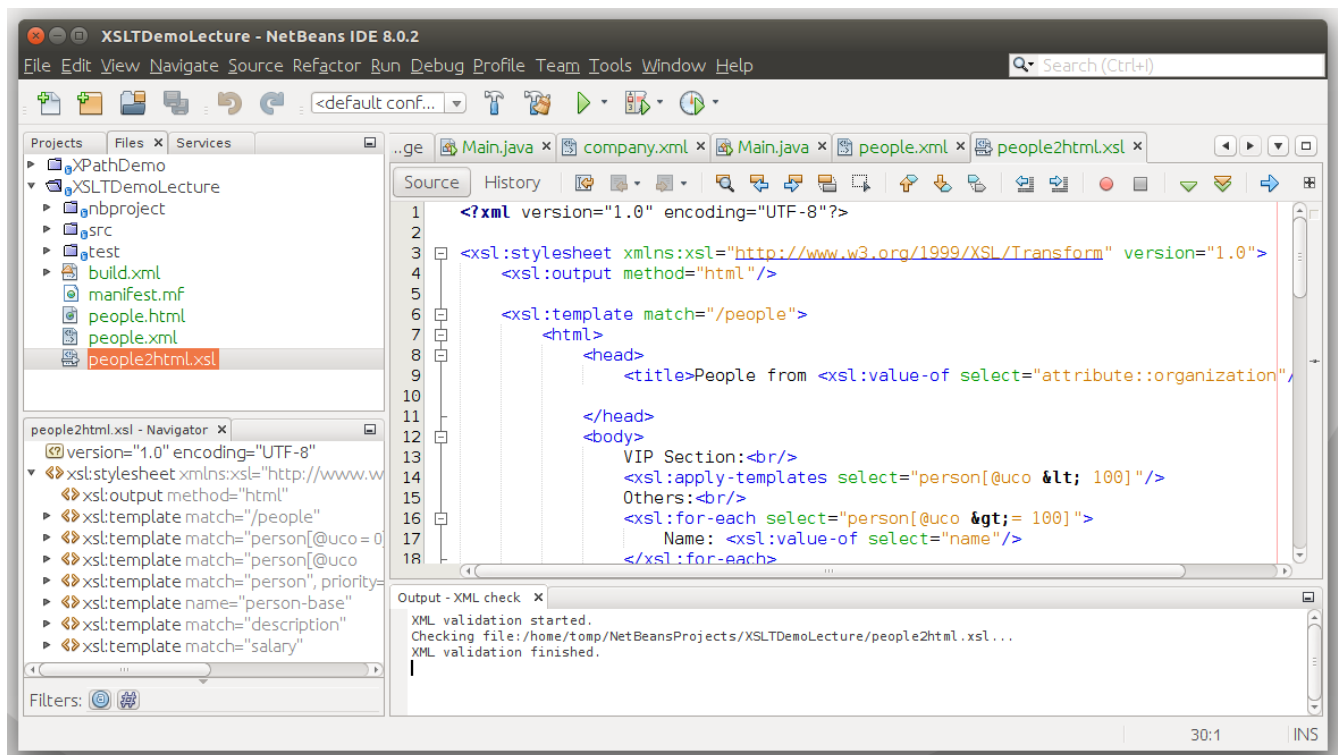 XSLTDemoLecture - NetBeans IDE 8.0.2
File Edit View Navigate Source Refactor Run Debug Profile Team Tools Window Help
Search (Ctrl+I)
<default conf...
Projects Files Services
XPathDemo
XSLTDemoLecture
nbproject
src
test
build.xml
manifest.mf
people.html
people.xml
people2html.xsl
people2html.xsl - Navigator
version="1.0" encoding="UTF-8"
xsl:stylesheet xmlns:xsl="http://www.w
xsl:output method="html"
xsl:template match="/people"
xsl:template match="person[@uco = 0]
xsl:template match="person[@uco
xsl:template match="person", priority=
xsl:template name="person-base"
xsl:template match="description"
xsl:template match="salary"
Filters:
..ge Main.java company.xml Main.java people.xml people2html.xsl
Source History
1 <?xml version="1.0" encoding="UTF-8"?>
2
3 <xsl:stylesheet xmlns:xsl="http://www.w3.org/1999/XSL/Transform" version="1.0">
4 <xsl:output method="html"/>
5
6 <xsl:template match="/people">
7 <html>
8 <head>
9 <title>People from <xsl:value-of select="attribute::organization"/
10
11 </head>
12 <body>
13 VIP Section:<br/>
14 <xsl:apply-templates select="person[@uco &lt; 100]"/>
15 Others:<br/>
16 <xsl:for-each select="person[@uco &gt;= 100]">
17 Name: <xsl:value-of select="name"/>
18 </xsl:for-each>
Output - XML check
XML validation started.
Checking file:/home/tomp/NetBeansProjects/XSLTDemoLecture/people2html.xsl...
XML validation finished.
30:1 INS